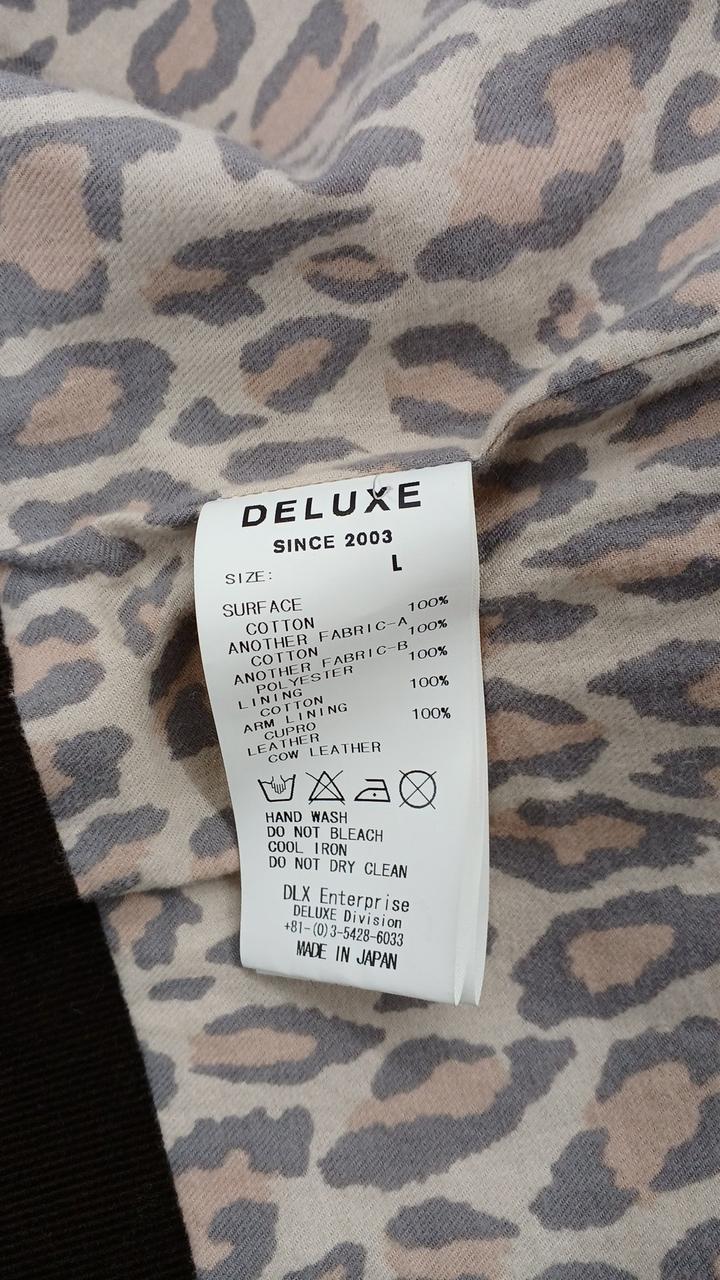 DELUXE
SINCE 2003
SIZE: L
SURFACE
COTTON 100%
ANOTHER FABRIC-A
COTTON 100%
ANOTHER FABRIC-B
POLYESTER 100%
LINING
COTTON 100%
ARM LINING
CUPRO 100%
LEATHER
COW LEATHER
HAND WASH
DO NOT BLEACH
COOL IRON
DO NOT DRY CLEAN
DLX Enterprise
DELUXE Division
+81-(0)3-5428-6033
MADE IN JAPAN